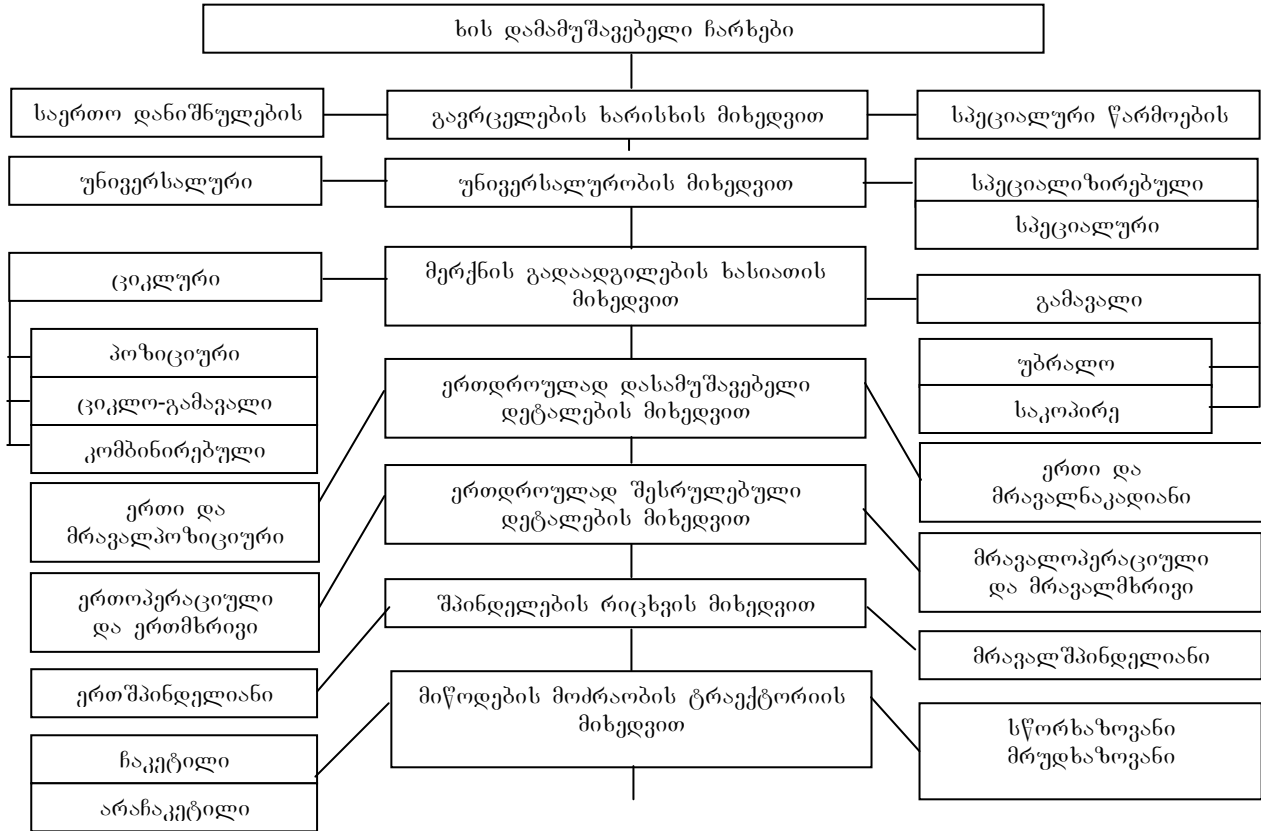 ხის დამამუშავებელი ჩარხები
საერთო დანიშნულების
გავრცელების ხარისხის მიხედვით
სპეციალური წარმოების
უნივერსალური
უნივერსალურობის მიხედვით
სპეციალიზირებული
სპეციალური
ციკლური
მერქნის გადაადგილების ხასიათის
მიხედვით
გამავალი
პოზიციური
ციკლო-გამავალი
კომბინირებული
ერთდროულად დასამუშავებელი
დეტალების მიხედვით
უბრალო
საკოპირე
ერთი და
მრავალპოზიციური
ერთდროულად შესრულებული
დეტალების მიხედვით
ერთი და
მრავალნაკადიანი
ერთოპერაციული
და ერთმხრივი
შპინდელების რიცხვის მიხედვით
მრავალოპერაციული
და მრავალმხრივი
ერთშპინდელიანი
მიწოდების მოძრაობის ტრაექტორიის
მიხედვით
მრავალშპინდელიანი
ჩაკეტილი
არაჩაკეტილი
სწორხაზოვანი
მრუდხაზოვანი